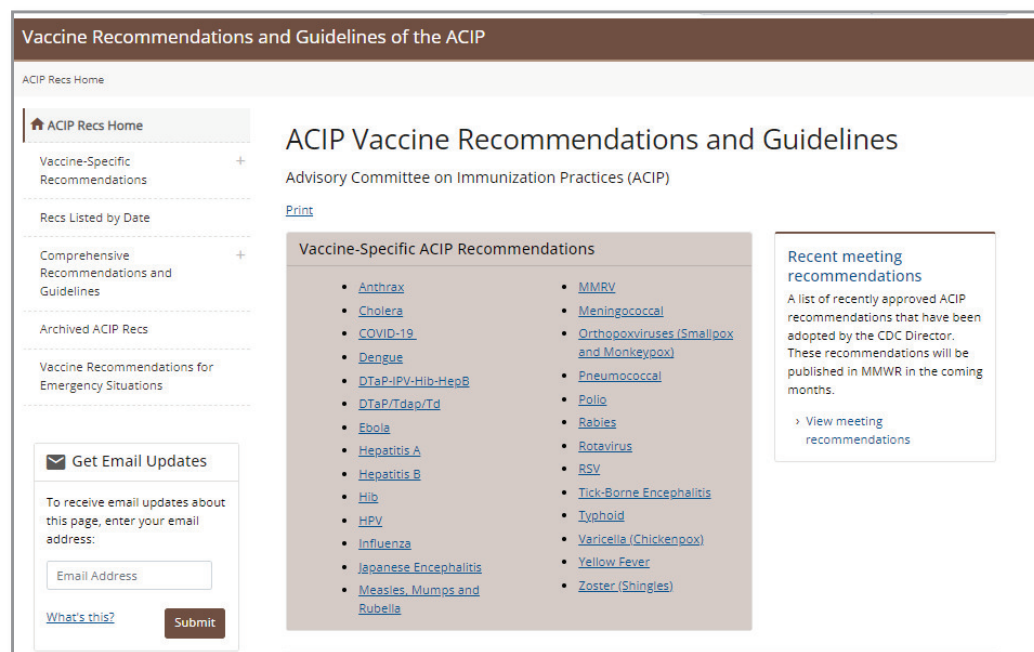 Vaccine Recommendations and Guidelines of the ACIP
ACIP Recs Home
ACIP Recs Home
Vaccine-Specific
Recommendations
Recs Listed by Date
Comprehensive
Recommendations and
Guidelines
Archived ACIP Recs
Vaccine Recommendations for
Emergency Situations
Get Email Updates
To receive email updates about
this page, enter your email
address:
Email Address
What's this?
Submit
ACIP Vaccine Recommendations and Guidelines
Advisory Committee on Immunization Practices (ACIP)
Print
Vaccine-Specific ACIP Recommendations
Anthrax
Cholera
COVID-19
Dengue
DTaP-IPV-Hib-HepB
DTaP/Tdap/Td
Ebola
Hepatitis A
Hepatitis B
Hib
HPV
Influenza
Japanese Encephalitis
Measles, Mumps and
Rubella
MMRV
Meningococcal
Orthopoxviruses (Smallpox
and Monkeypox)
Pneumococcal
Polio
Rabies
Rotavirus
RSV
Tick-Borne Encephalitis
Typhoid
Varicella (Chickenpox)
Yellow Fever
Zoster (Shingles)
Recent meeting
recommendations
A list of recently approved ACIP
recommendations that have been
adopted by the CDC Director.
These recommendations will be
published in MMWR in the coming
months.
› View meeting
recommendations